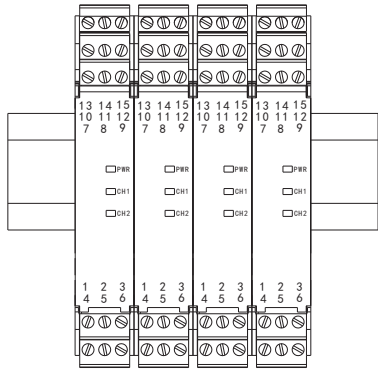 13 14 15 13 14 15 13 14 15 13 14 15
10 11 12 10 11 12 10 11 12 10 11 12
7 8 9 7 8 9 7 8 9 7 8 9
PWR PWR PWR PWR
CH1 CH1 CH1 CH1
CH2 CH2 CH2 CH2
1 2 3 1 2 3 1 2 3 1 2 3
4 5 6 4 5 6 4 5 6 4 5 6